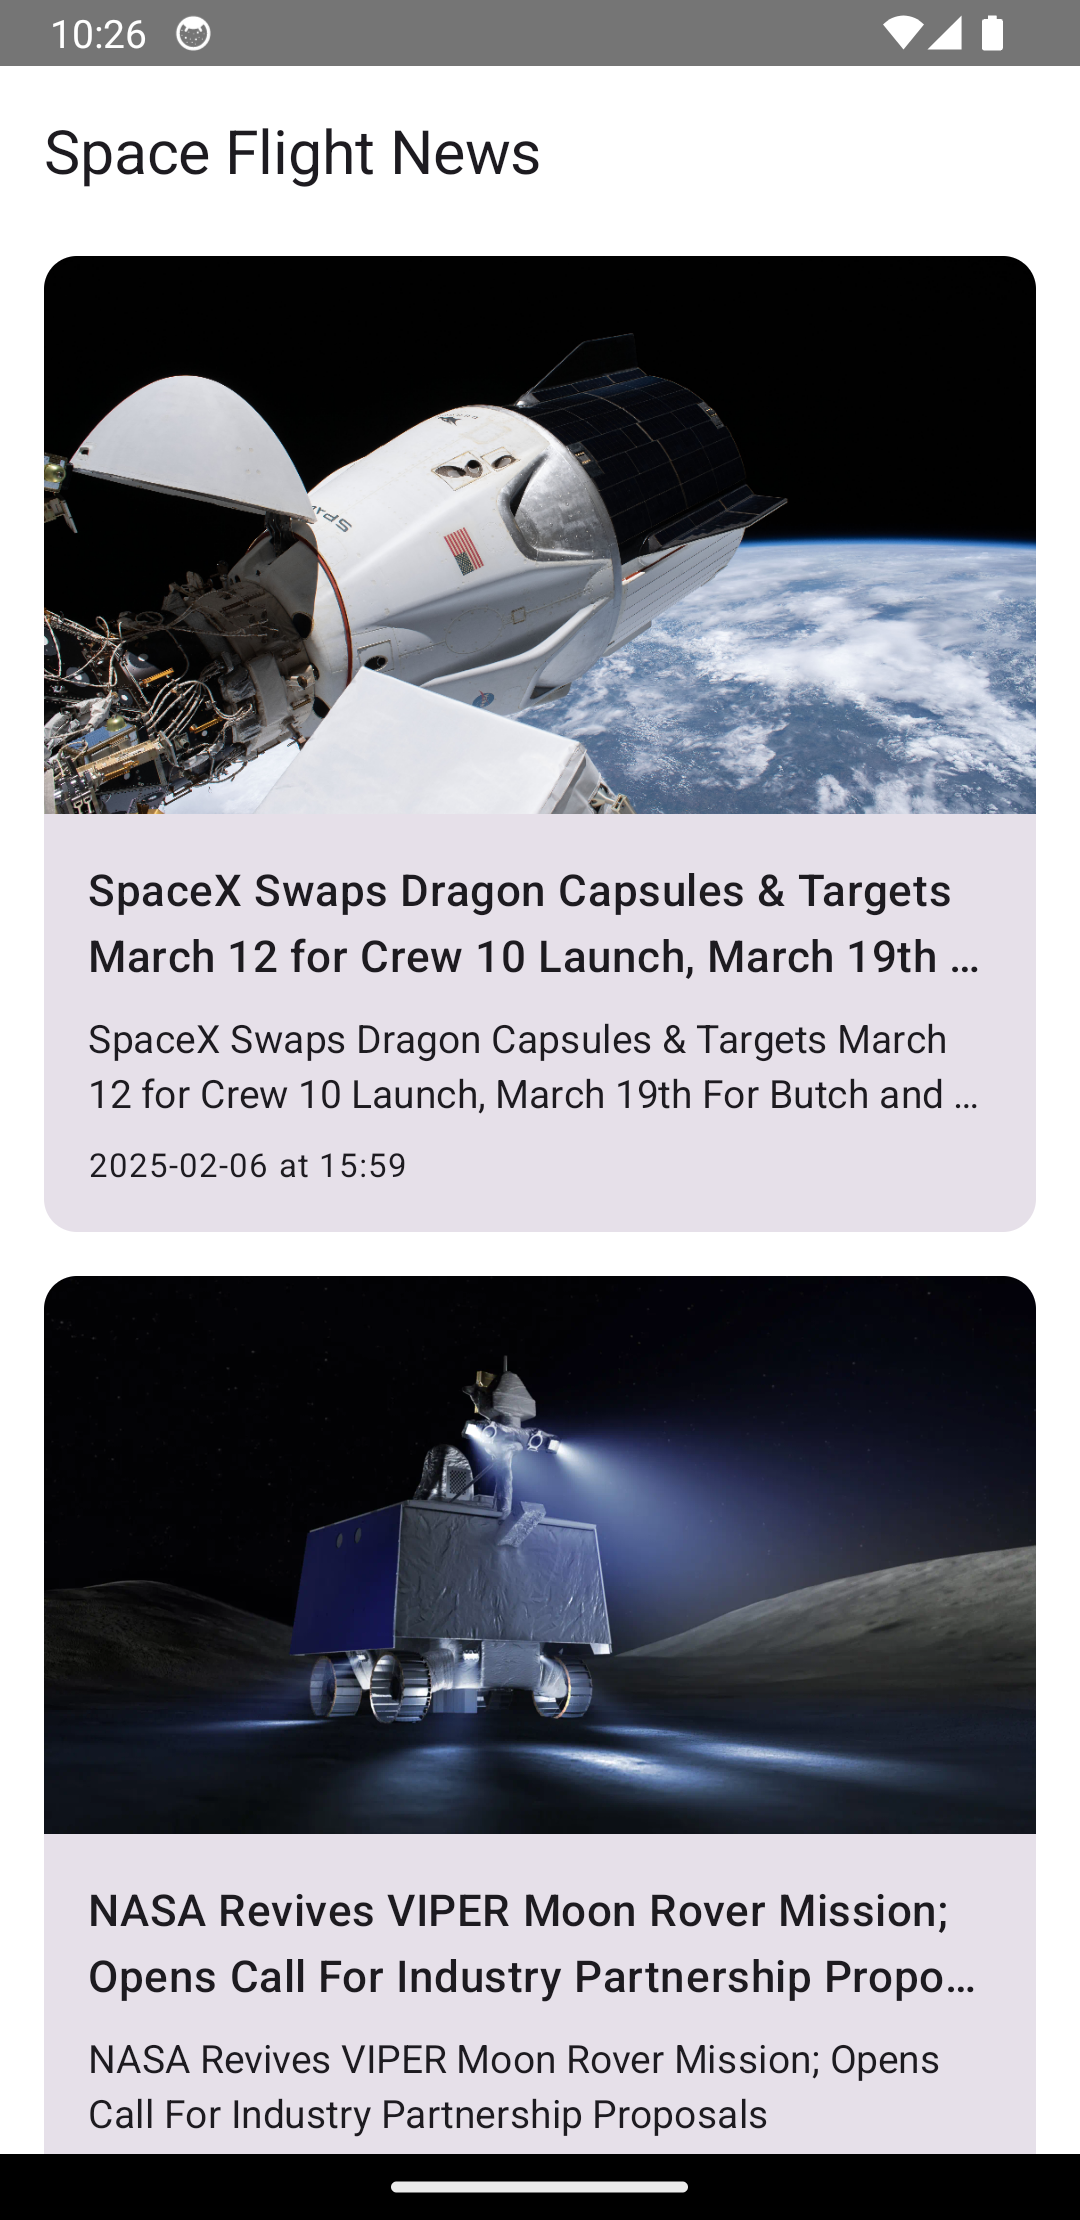 10:26
Space Flight News
SpaceX Swaps Dragon Capsules & Targets
March 12 for Crew 10 Launch, March 19th …
SpaceX Swaps Dragon Capsules & Targets March
12 for Crew 10 Launch, March 19th For Butch and …
2025-02-06 at 15:59
NASA Revives VIPER Moon Rover Mission;
Opens Call For Industry Partnership Propo…
NASA Revives VIPER Moon Rover Mission; Opens
Call For Industry Partnership Proposals